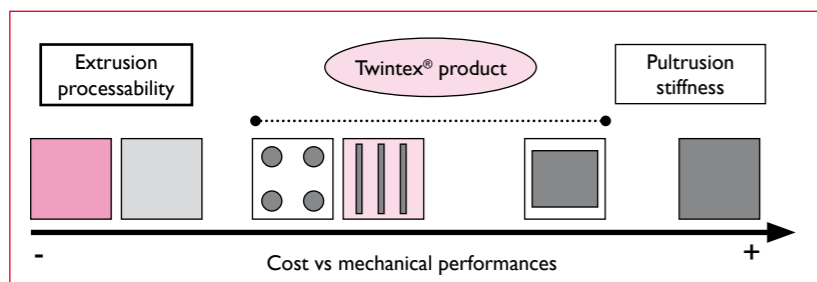 Extrusion
processability
Twintex® product
Pultrusion
stiffness
- +
Cost vs mechanical performances